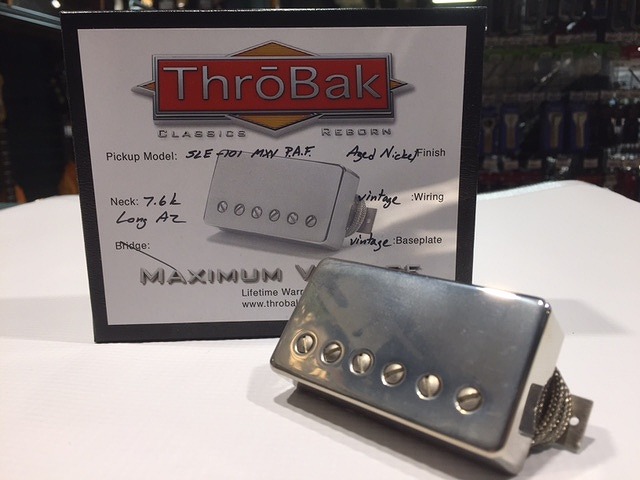 ThrōBak
CLASSICS REBORN
Pickup Model: SLE-101 MXV P.A.F. Aged Nickel Finish
Neck: 7.6k vintage :Wiring
Long A2
Bridge: vintage :Baseplate
MAXIMUM
Lifetime
www.throbak